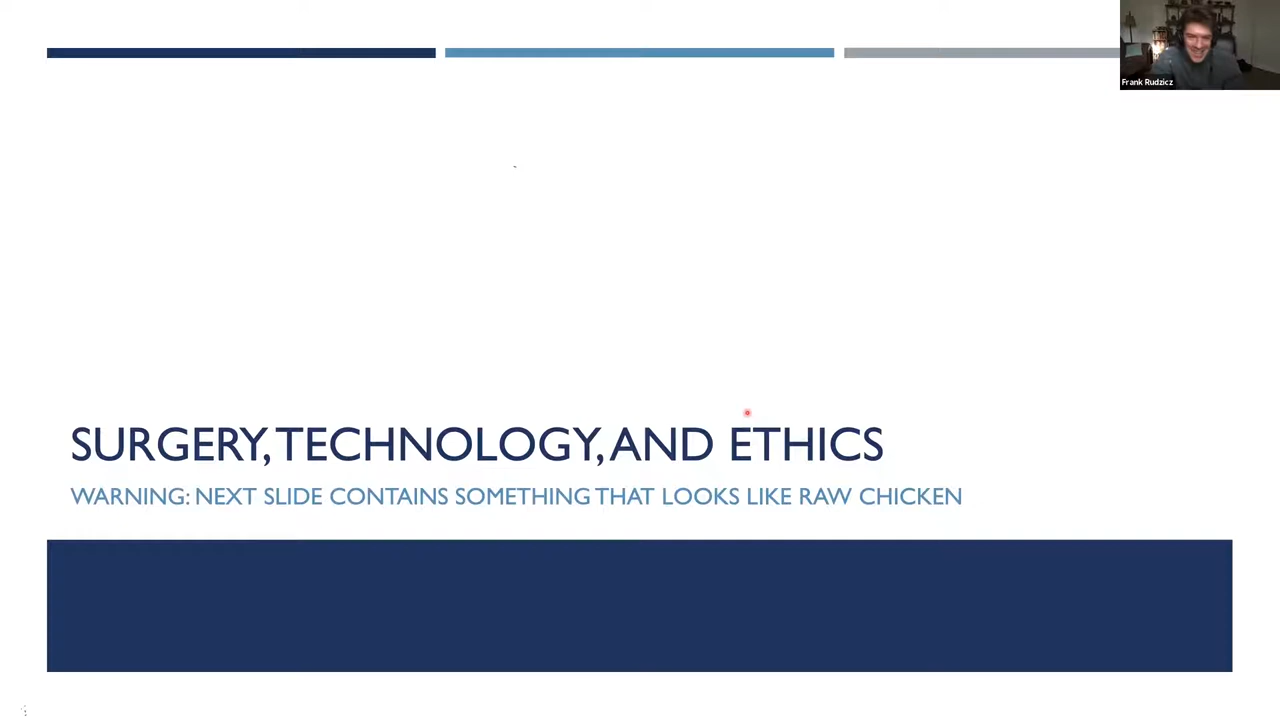 Frank Rudzicz
SURGERY, TECHNOLOGY, AND ETHICS
WARNING: NEXT SLIDE CONTAINS SOMETHING THAT LOOKS LIKE RAW CHICKEN